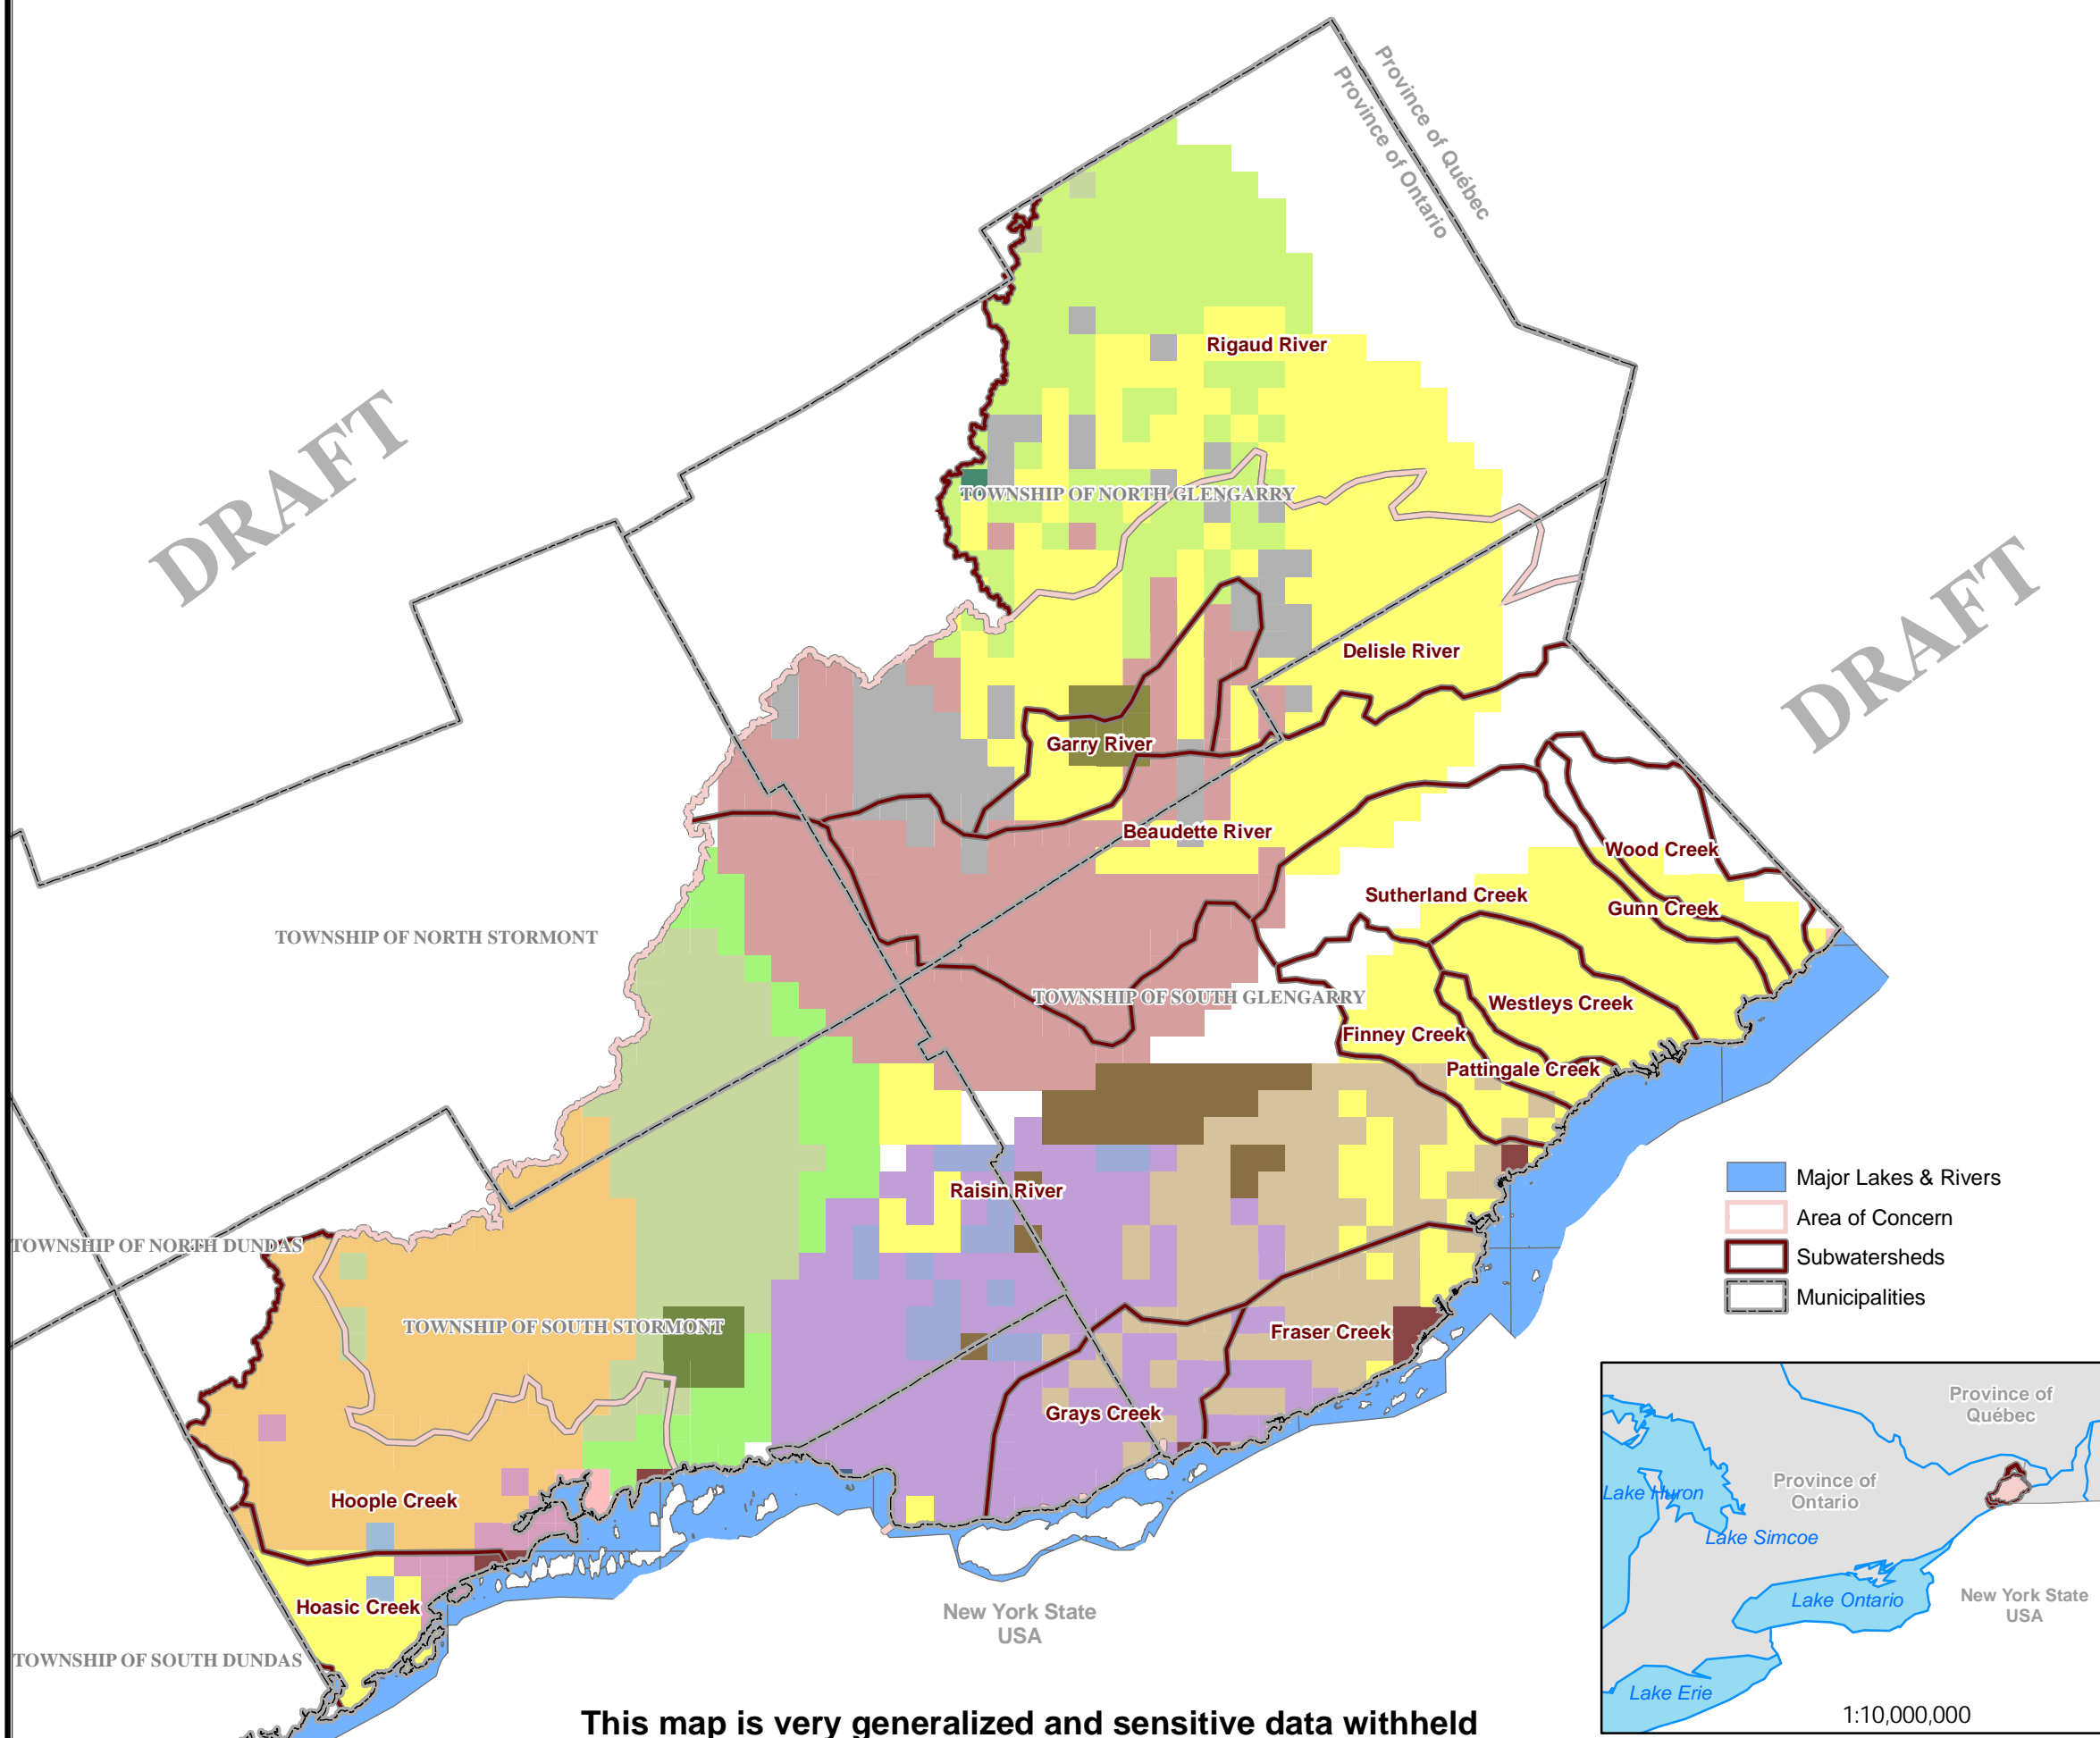 Province of Québec
Province of Ontario
Rigaud River
DRAFT
TOWNSHIP OF NORTH GLENGARRY
DRAFT
Delisle River
Garry River
Beaudette River
Wood Creek
Sutherland Creek
Gunn Creek
TOWNSHIP OF NORTH STORMONT
TOWNSHIP OF SOUTH GLENGARRY
Westleys Creek
Finney Creek
Pattingale Creek
Raisin River
Major Lakes & Rivers
Area of Concern
Subwatersheds
Municipalities
TOWNSHIP OF NORTH DUNDAS
TOWNSHIP OF SOUTH STORMONT
Fraser Creek
Grays Creek
Hoople Creek
Hoasic Creek
TOWNSHIP OF SOUTH DUNDAS
New York State
USA
Province of
Québec
Province of
Ontario
Lake Huron
Lake Simcoe
Lake Ontario
New York State
USA
Lake Erie
1:10,000,000
This map is very generalized and sensitive data withheld